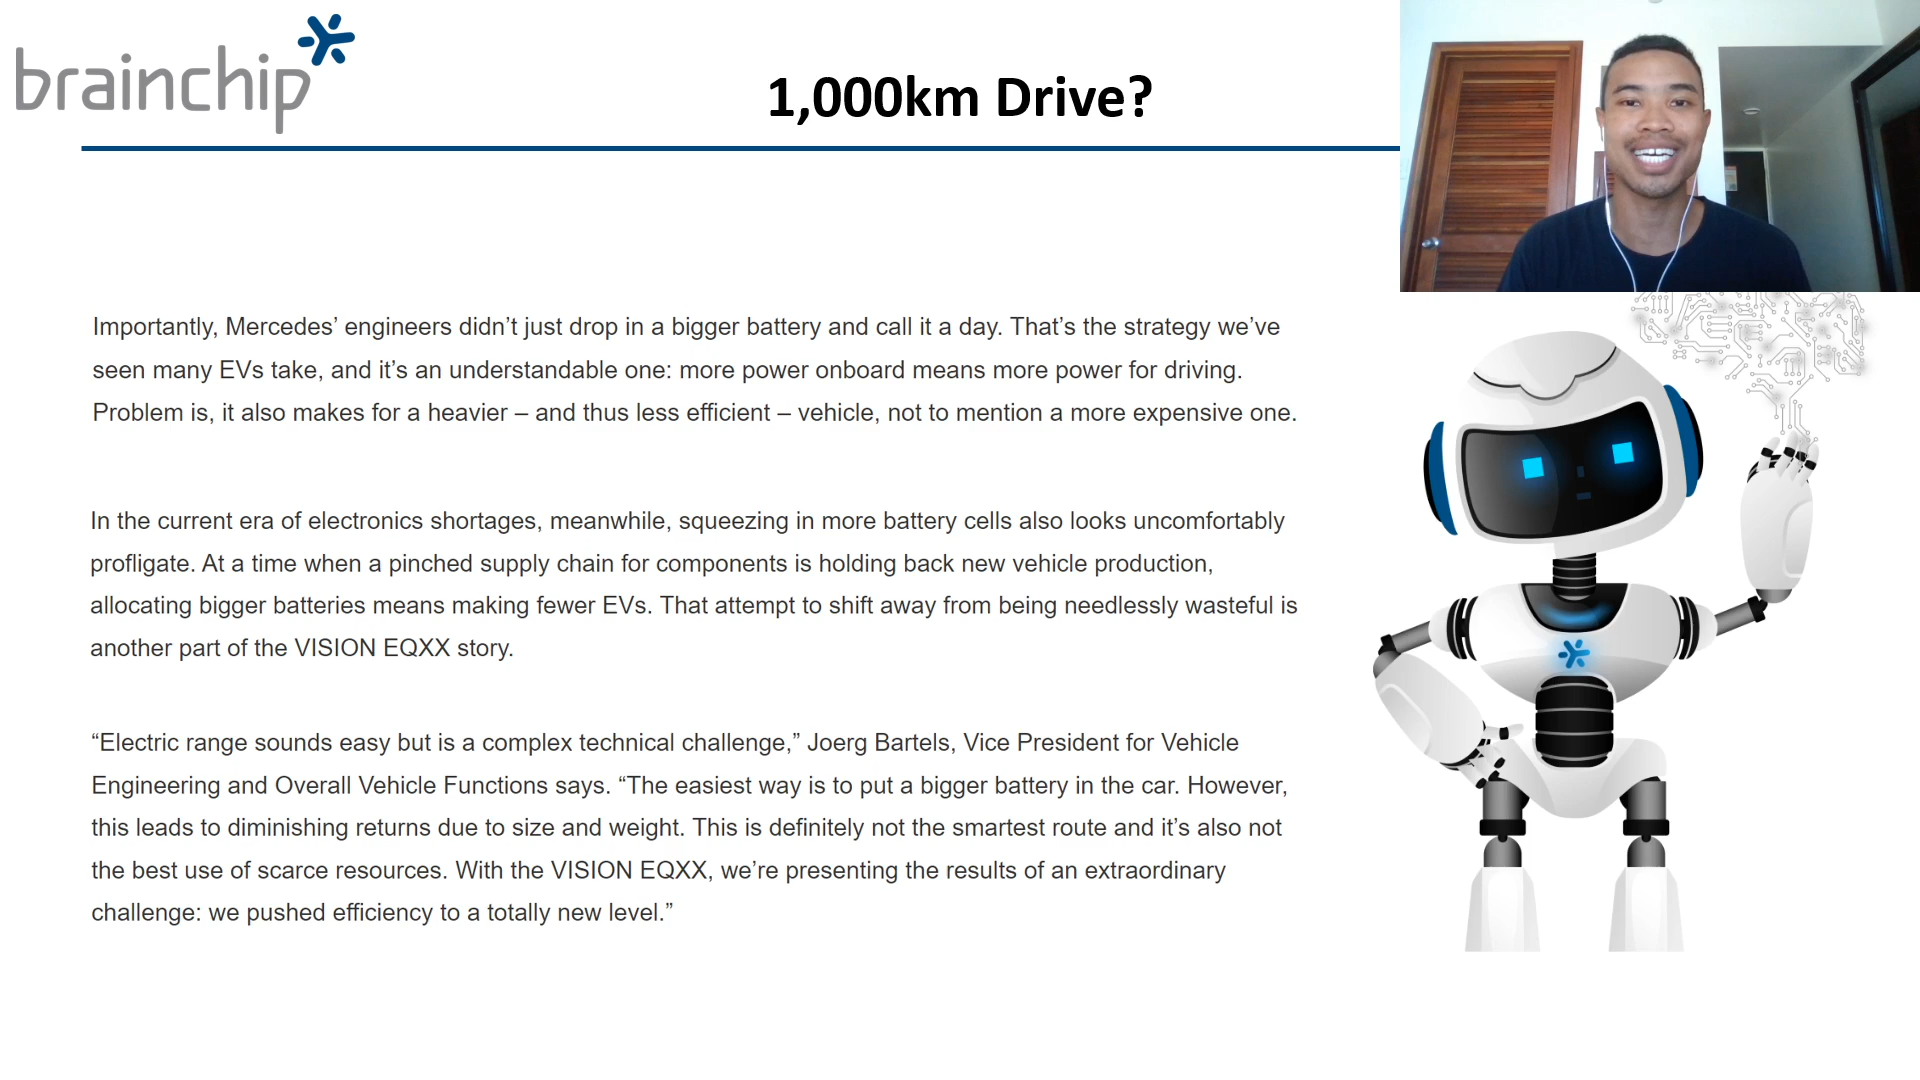 brainchip
1,000km Drive?
Importantly, Mercedes’ engineers didn’t just drop in a bigger battery and call it a day. That’s the strategy we’ve
seen many EVs take, and it’s an understandable one: more power onboard means more power for driving.
Problem is, it also makes for a heavier – and thus less efficient – vehicle, not to mention a more expensive one.
In the current era of electronics shortages, meanwhile, squeezing in more battery cells also looks uncomfortably
profligate. At a time when a pinched supply chain for components is holding back new vehicle production,
allocating bigger batteries means making fewer EVs. That attempt to shift away from being needlessly wasteful is
another part of the VISION EQXX story.
“Electric range sounds easy but is a complex technical challenge,” Joerg Bartels, Vice President for Vehicle
Engineering and Overall Vehicle Functions says. “The easiest way is to put a bigger battery in the car. However,
this leads to diminishing returns due to size and weight. This is definitely not the smartest route and it’s also not
the best use of scarce resources. With the VISION EQXX, we’re presenting the results of an extraordinary
challenge: we pushed efficiency to a totally new level.”